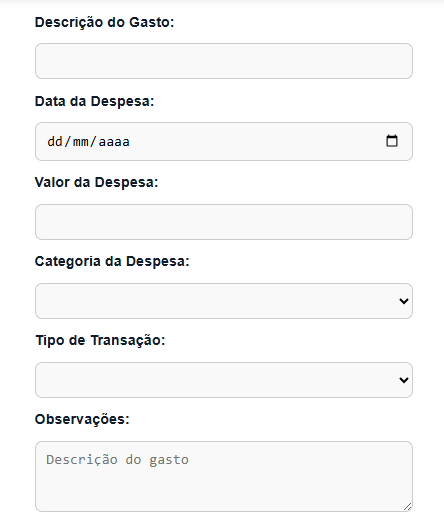 Descrição do Gasto:
Data da Despesa:
dd/mm/aaaa
Valor da Despesa:
Categoria da Despesa:
Tipo de Transação:
Observações:
Descrição do gasto